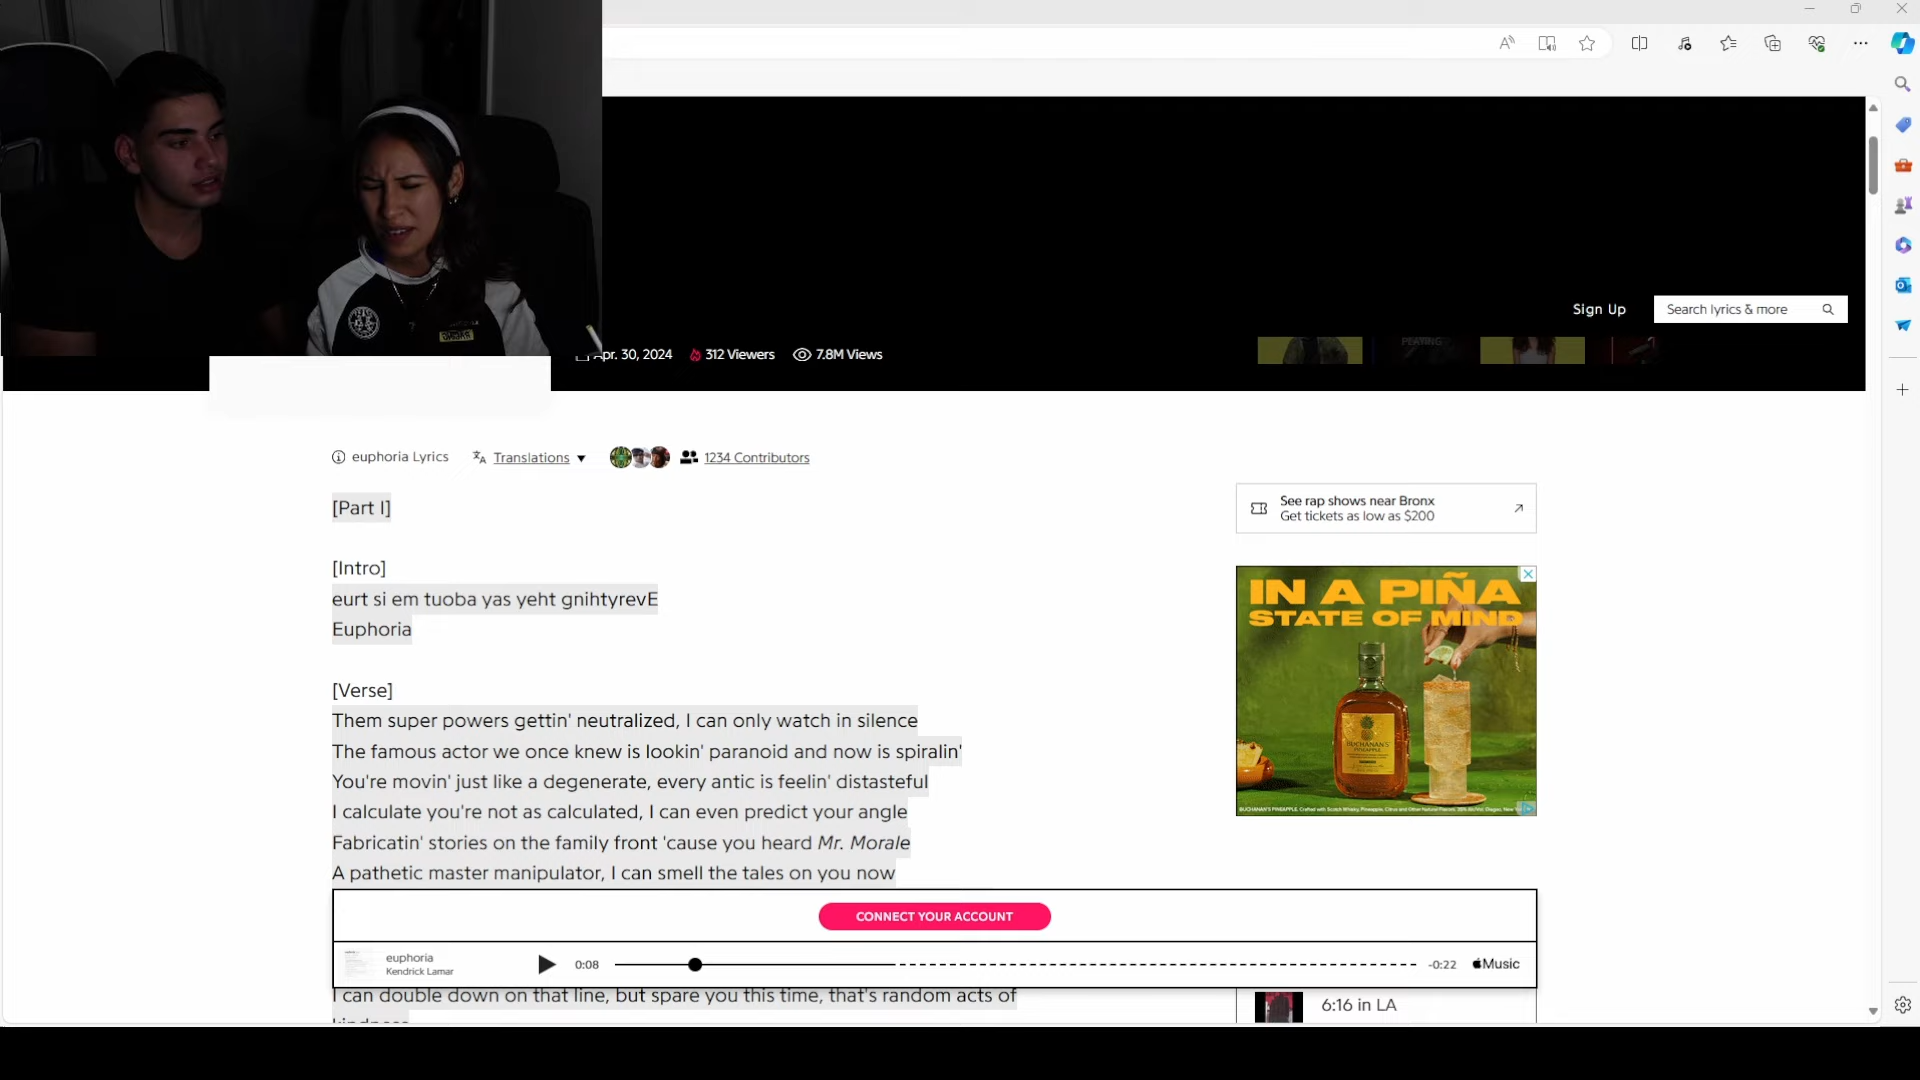 Sign Up
Search lyrics & more
Apr. 30, 2024
312 Viewers
7.8M Views
euphoria Lyrics
Translations
1234 Contributors
[Part I]
[Intro]
eurt si em tuoba yas yeht gnihtyrevE
Euphoria
[Verse]
Them super powers gettin' neutralized, I can only watch in silence
The famous actor we once knew is lookin' paranoid and now is spiralin'
You're movin' just like a degenerate, every antic is feelin' distasteful
I calculate you're not as calculated, I can even predict your angle
Fabricatin' stories on the family front 'cause you heard Mr. Morale
A pathetic master manipulator, I can smell the tales on you now
CONNECT YOUR ACCOUNT
euphoria
Kendrick Lamar
0:08
-0:22
Music
I can double down on that line, but spare you this time, that's random acts of
kindness
See rap shows near Bronx
Get tickets as low as $200
IN A PIÑA
STATE OF MIND
BUCHANAN'S
PINEAPPLE
6:16 in LA